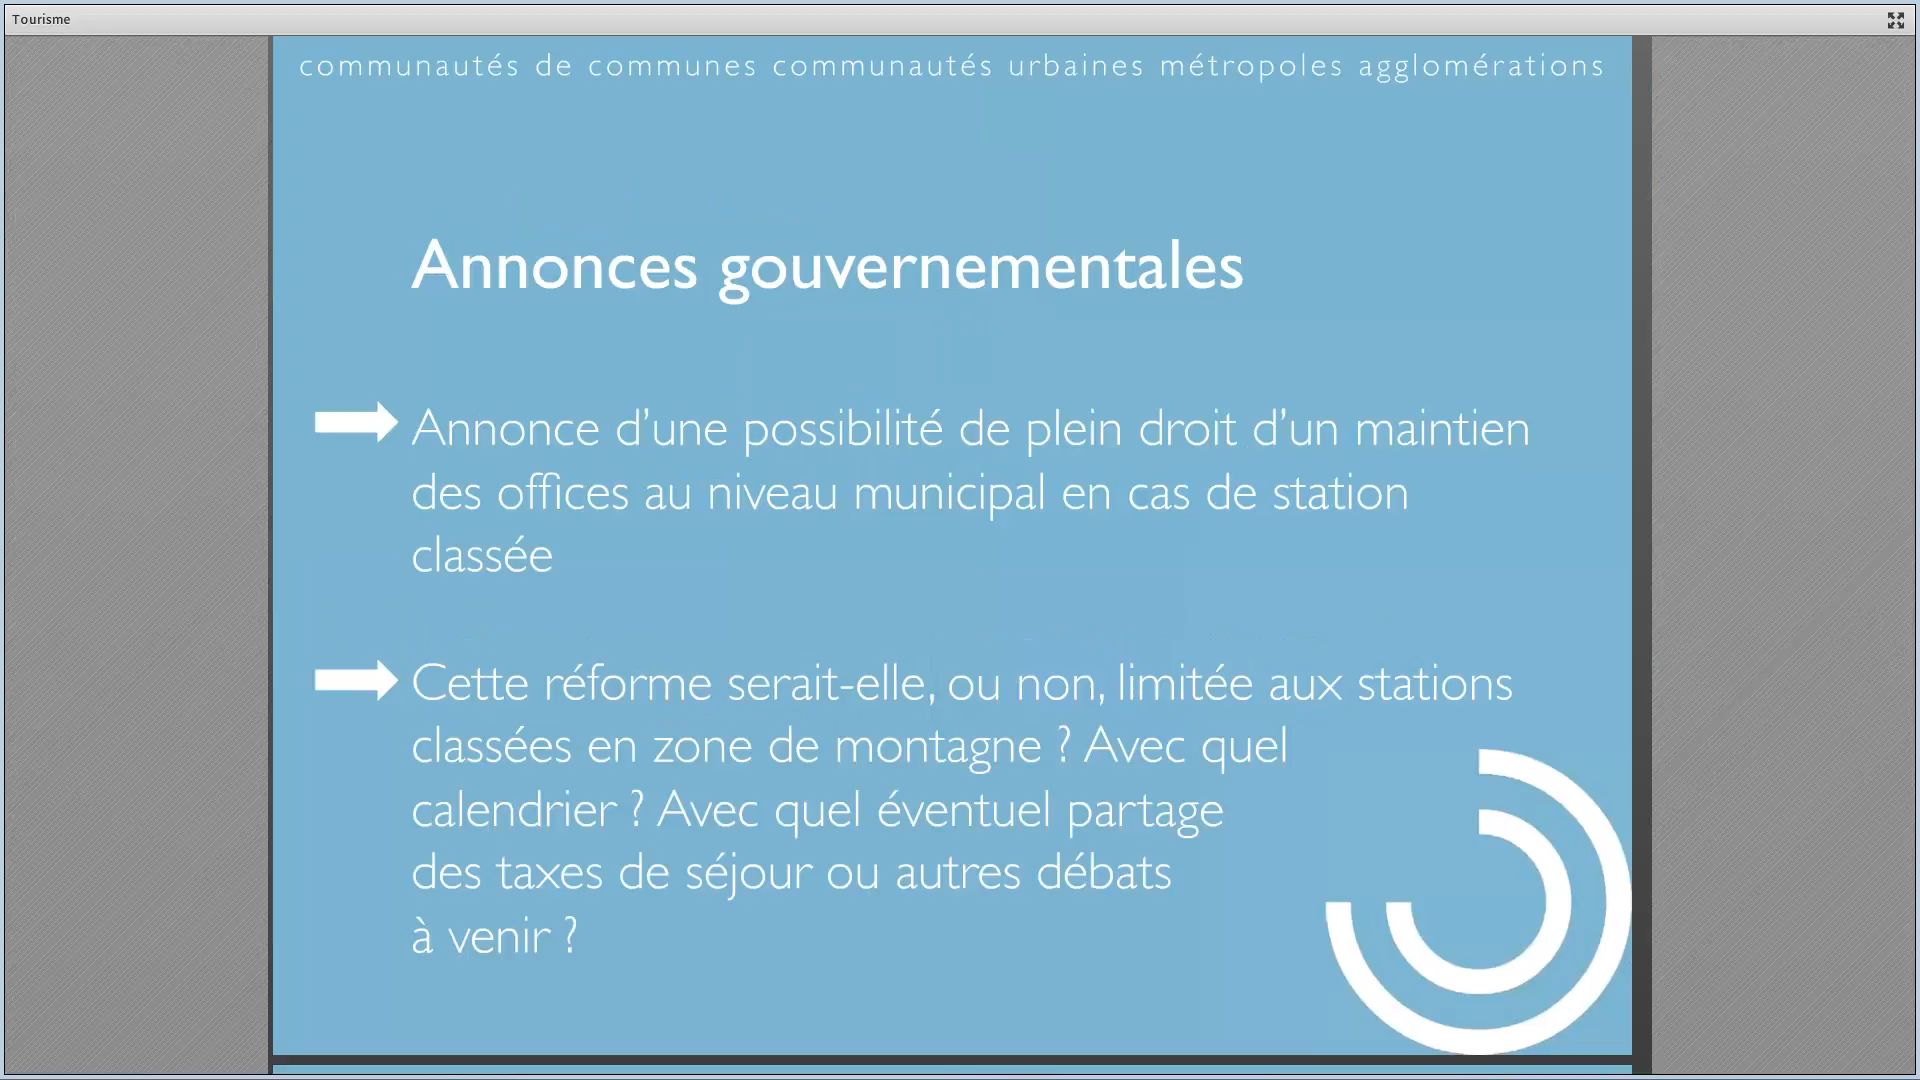 Tourisme
communautés de communes communautés urbaines métropoles agglomérations
Annonces gouvernementales
Annonce d’une possibilité de plein droit d’un maintien
des offices au niveau municipal en cas de station
classée
Cette réforme serait-elle, ou non, limitée aux stations
classées en zone de montagne ? Avec quel
calendrier ? Avec quel éventuel partage
des taxes de séjour ou autres débats
à venir ?